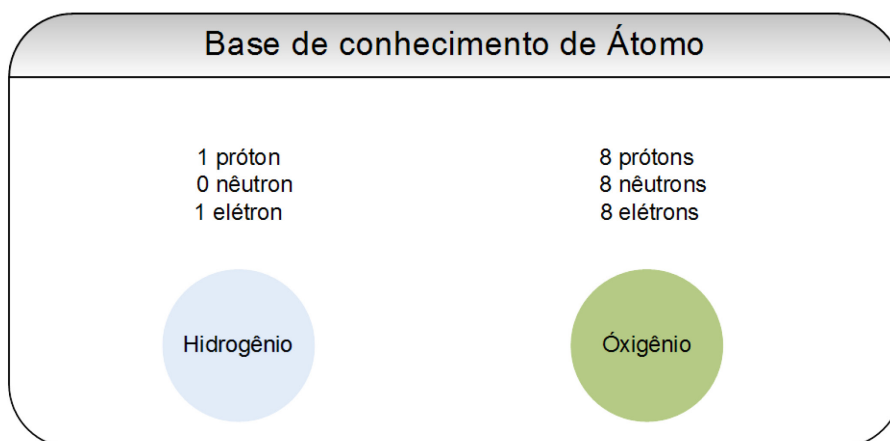 Base de conhecimento de Átomo
1 próton
0 nêutron
1 elétron
8 prótons
8 nêutrons
8 elétrons
Hidrogênio
Óxigênio